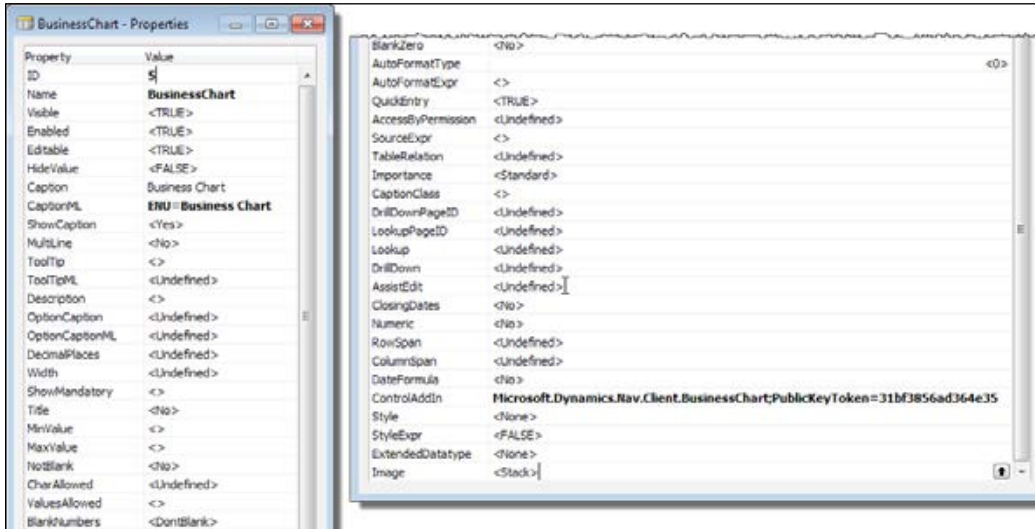 BusinessChart - Properties
Property Value
ID 5
Name BusinessChart
Visible <TRUE>
Enabled <TRUE>
Editable <TRUE>
HideValue <FALSE>
Caption Business Chart
CaptionML ENU=Business Chart
ShowCaption <Yes>
MultiLine <No>
ToolTip <>
ToolTipML <Undefined>
Description <>
OptionCaption <Undefined>
OptionCaptionML <Undefined>
DecimalPlaces <Undefined>
Width <Undefined>
ShowMandatory <>
Title <No>
MinValue <>
MaxValue <>
NotBlank <No>
CharAllowed <Undefined>
ValuesAllowed <>
BlankNumbers <DontBlank>
BlankZero <No>
AutoFormatType <0>
AutoFormatExpr <>
QuickEntry <TRUE>
AccessByPermission <Undefined>
SourceExpr <>
TableRelation <Undefined>
Importance <Standard>
CaptionClass <>
DrillDownPageID <Undefined>
LookupPageID <Undefined>
Lookup <Undefined>
DrillDown <Undefined>
AssistEdit <Undefined>
ClosingDates <No>
Numeric <No>
RowSpan <Undefined>
ColumnSpan <Undefined>
DateFormula <No>
ControlAddIn Microsoft.Dynamics.Nav.Client.BusinessChart;PublicKeyToken=31bf3856ad364e35
Style <None>
StyleExpr <FALSE>
ExtendedDatatype <None>
Image <Stack>